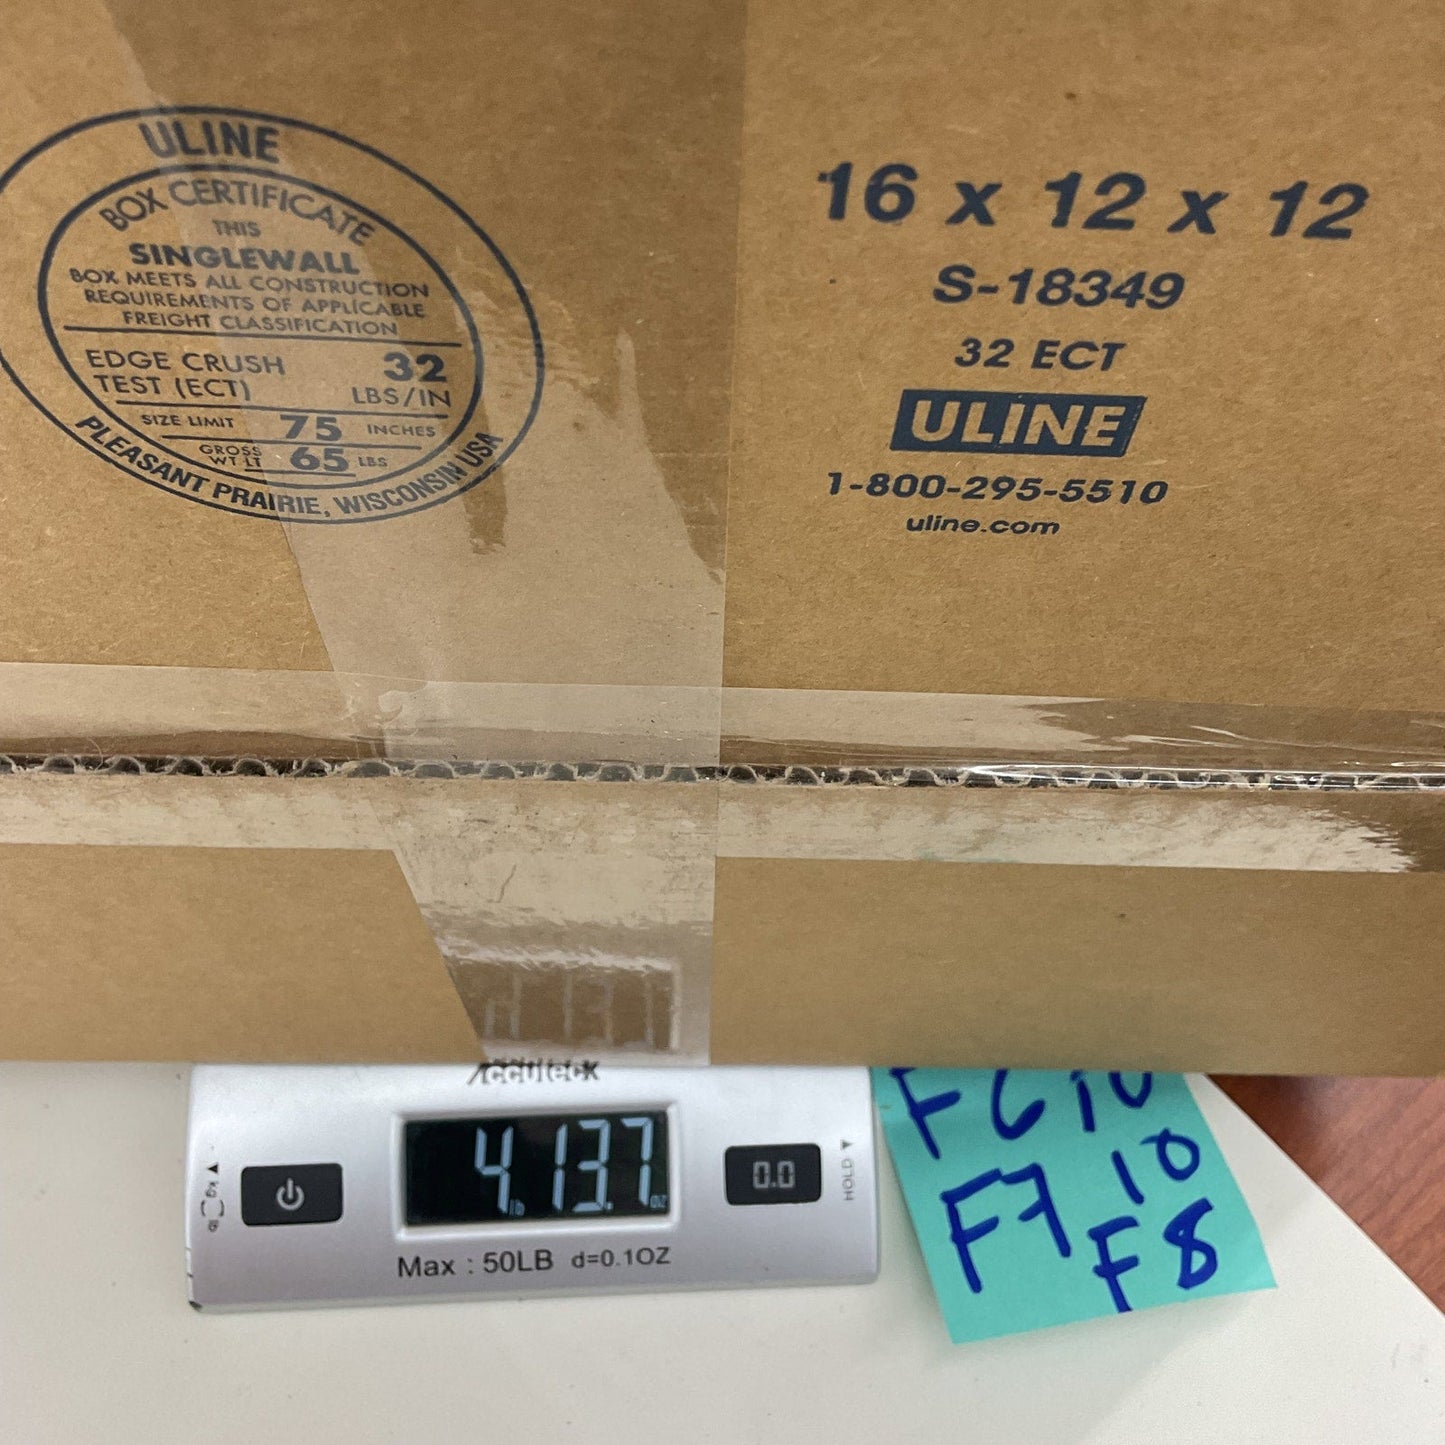 ULINE
BOX CERTIFICATE
THIS
SINGLEWALL
BOX MEETS ALL CONSTRUCTION
REQUIREMENTS OF APPLICABLE
FREIGHT CLASSIFICATION
EDGE CRUSH TEST (ECT) 32 LBS/IN
SIZE LIMIT 75 INCHES
GROSS WT LT 65 LBS
PLEASANT PRAIRIE, WISCONSIN USA
16 x 12 x 12
S-18349
32 ECT
ULINE
1-800-295-5510
uline.com
Accuteck
kg lb
4 lb 13.7 oz
0.0
HOLD
Max : 50LB d=0.1OZ
F6 10
F7 10
F8